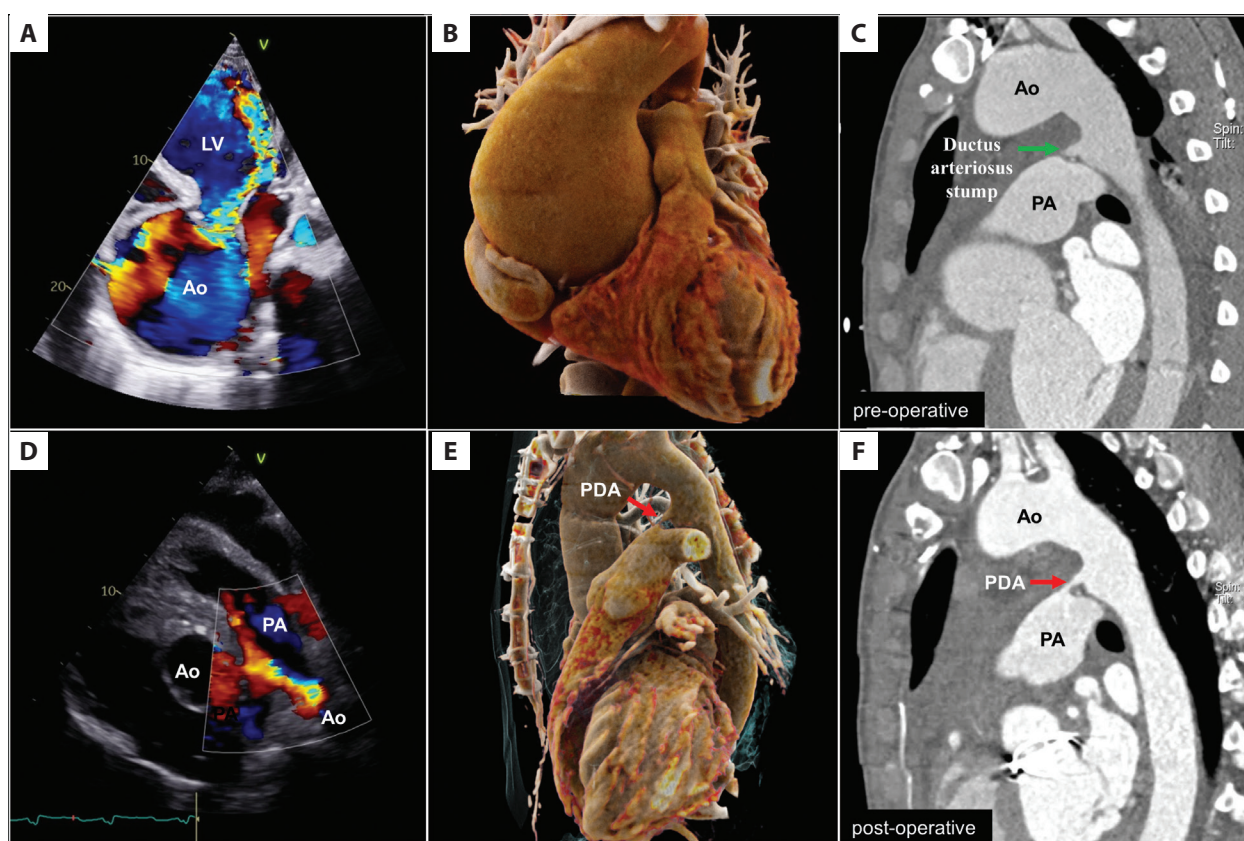 A
V
LV
10
20
Ao
B
C
Ao
Ductus
arteriosus
stump
PA
Spin:
Tilt:
pre-operative
D
V
10
PA
Ao
PA
Ao
E
PDA
F
Ao
PDA
PA
Spin:
Tilt:
post-operative